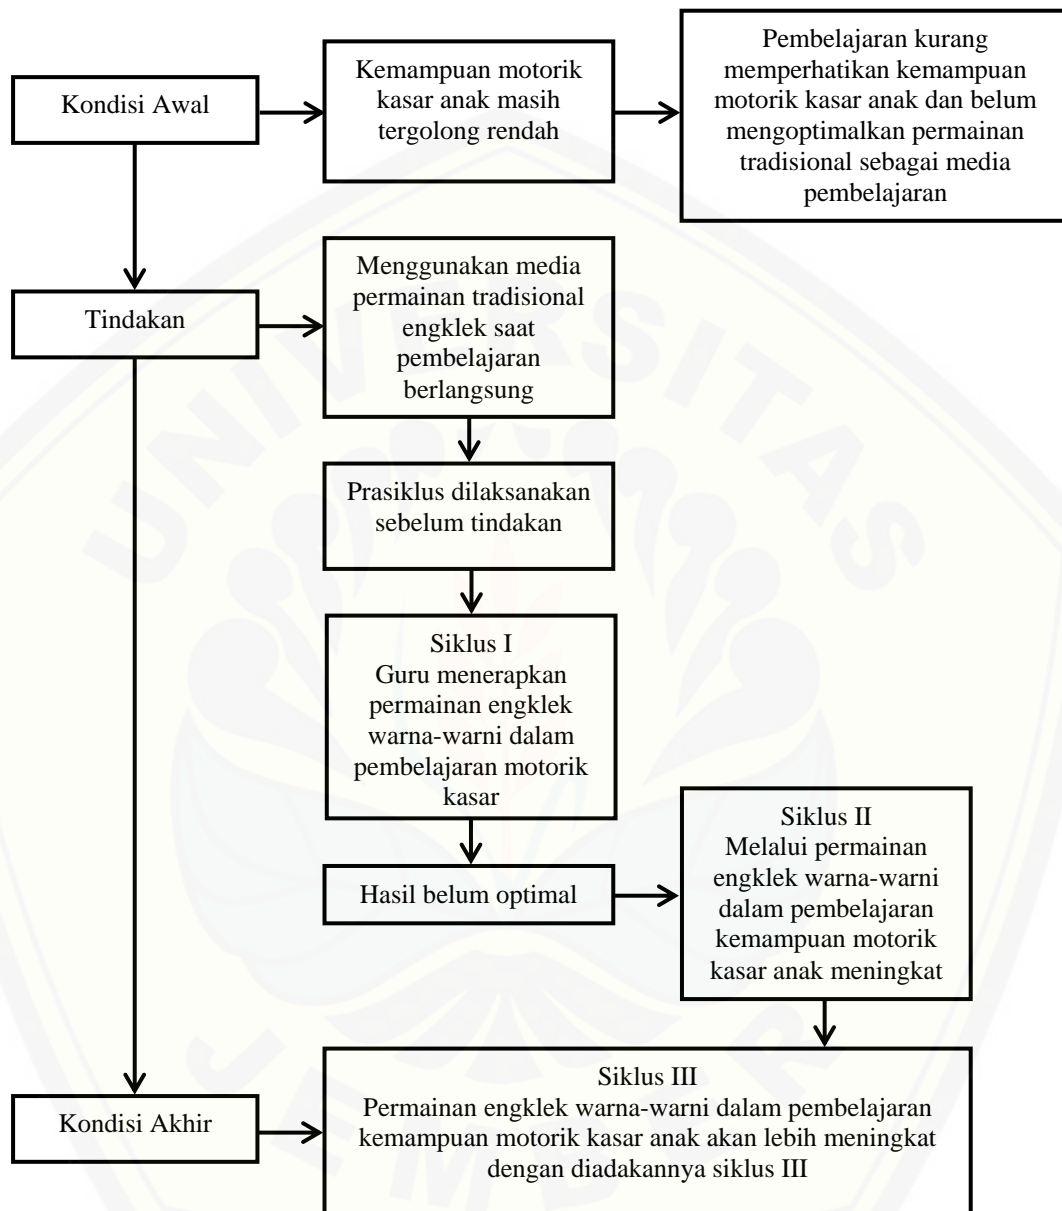 Kondisi Awal
Kemampuan motorik
kasar anak masih
tergolong rendah
Pembelajaran kurang
memperhatikan kemampuan
motorik kasar anak dan belum
mengoptimalkan permainan
tradisional sebagai media
pembelajaran
Tindakan
Menggunakan media
permainan tradisional
engklek saat
pembelajaran
berlangsung
Prasiklus dilaksanakan
sebelum tindakan
Siklus I
Guru menerapkan
permainan engklek
warna-warni dalam
pembelajaran motorik
kasar
Hasil belum optimal
Siklus II
Melalui permainan
engklek warna-warni
dalam pembelajaran
kemampuan motorik
kasar anak meningkat
Kondisi Akhir
Siklus III
Permainan engklek warna-warni dalam pembelajaran
kemampuan motorik kasar anak akan lebih meningkat
dengan diadakannya siklus III
UNIVERSITAS
JEMBER